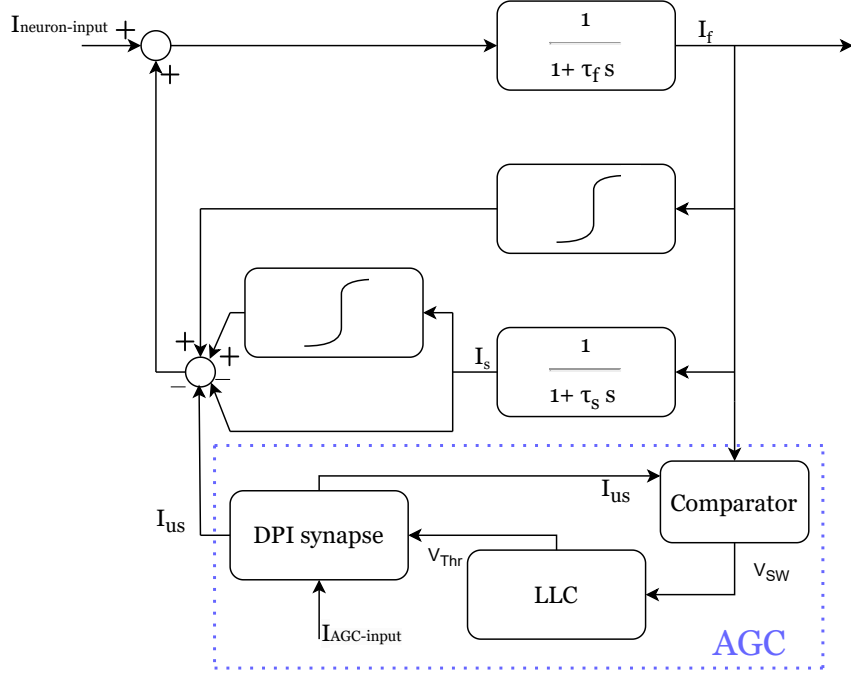 Ineuron-input
+
+
1
1+ τf s
If
+
+
−
−
Is
1
1+ τs s
Ius
DPI synapse
Ius
Comparator
VThr
LLC
VSW
IAGC-input
AGC